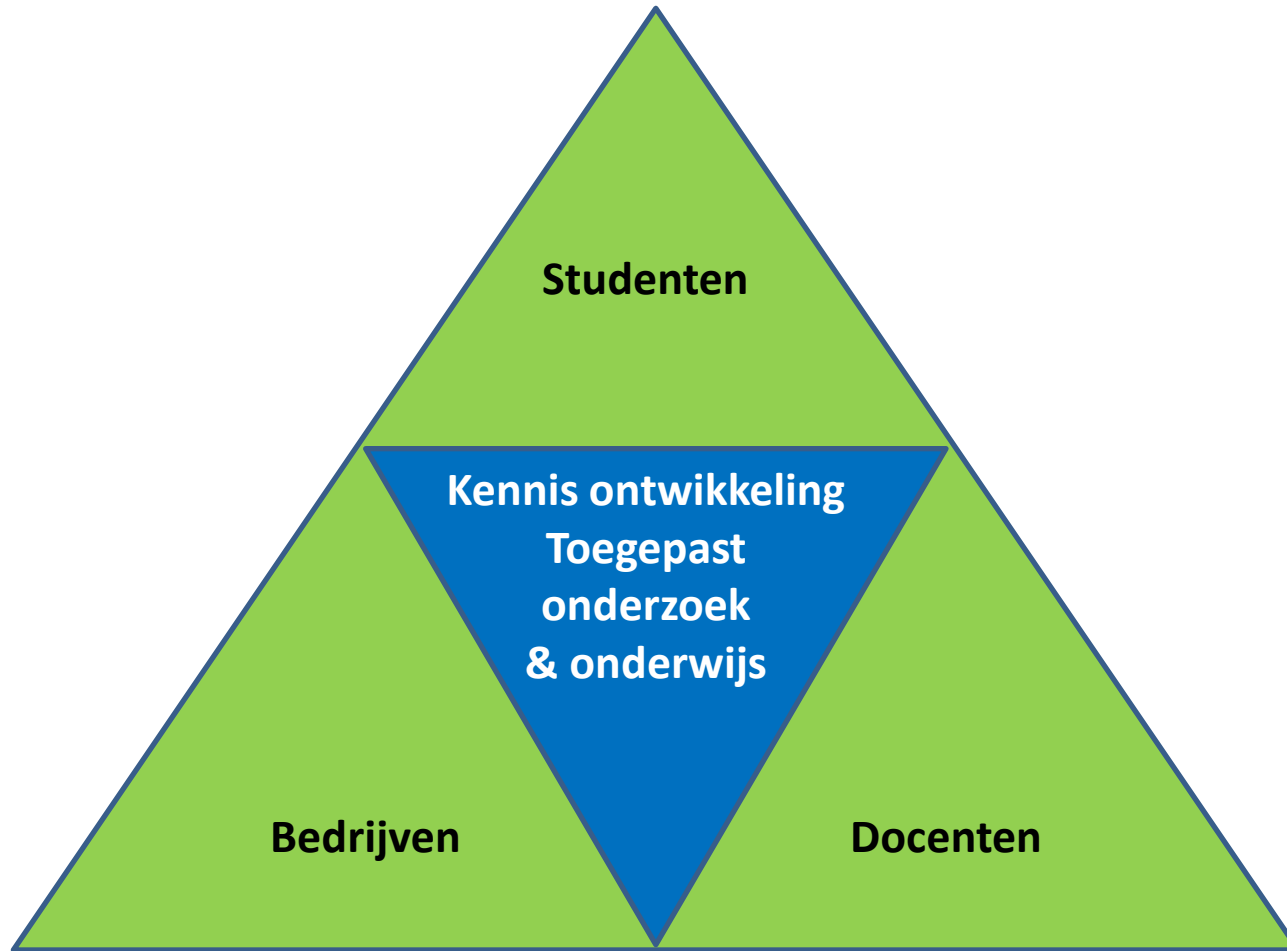 Studenten
Kennis ontwikkeling
Toegepast
onderzoek
& onderwijs
Bedrijven
Docenten